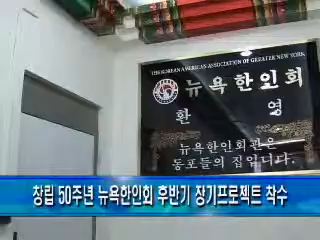 THE KOREAN AMERICAN ASSOCIATION OF GREATER NEW YORK
뉴욕한인회
환 영
뉴욕한인회관은
동포들의 집입니다.
창립 50주년 뉴욕한인회 후반기 장기프로젝트 착수